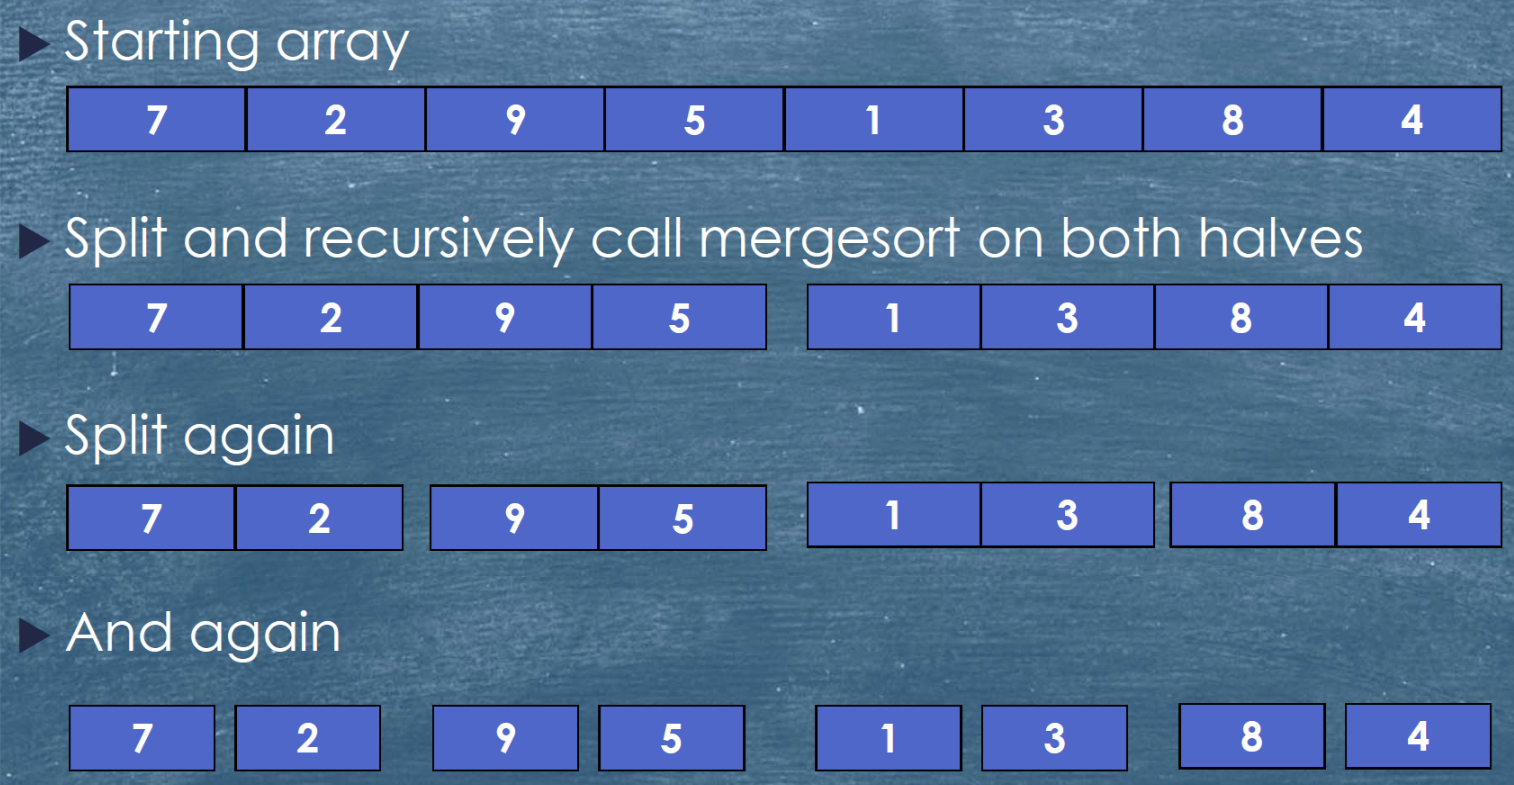 Starting array
7 2 9 5 1 3 8 4
Split and recursively call mergesort on both halves
7 2 9 5 1 3 8 4
Split again
7 2 9 5 1 3 8 4
And again
7 2 9 5 1 3 8 4